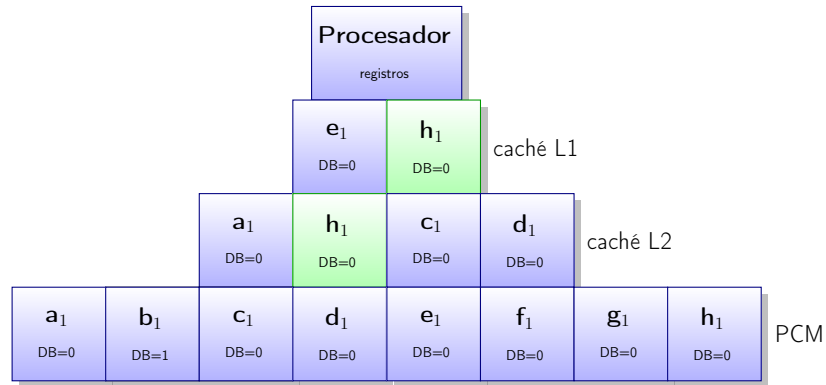 Procesador
registros
e₁ h₁
DB=0 DB=0
caché L1
a₁ h₁ c₁ d₁
DB=0 DB=0 DB=0 DB=0
caché L2
a₁ b₁ c₁ d₁ e₁ f₁ g₁ h₁
DB=0 DB=1 DB=0 DB=0 DB=0 DB=0 DB=0 DB=0
PCM